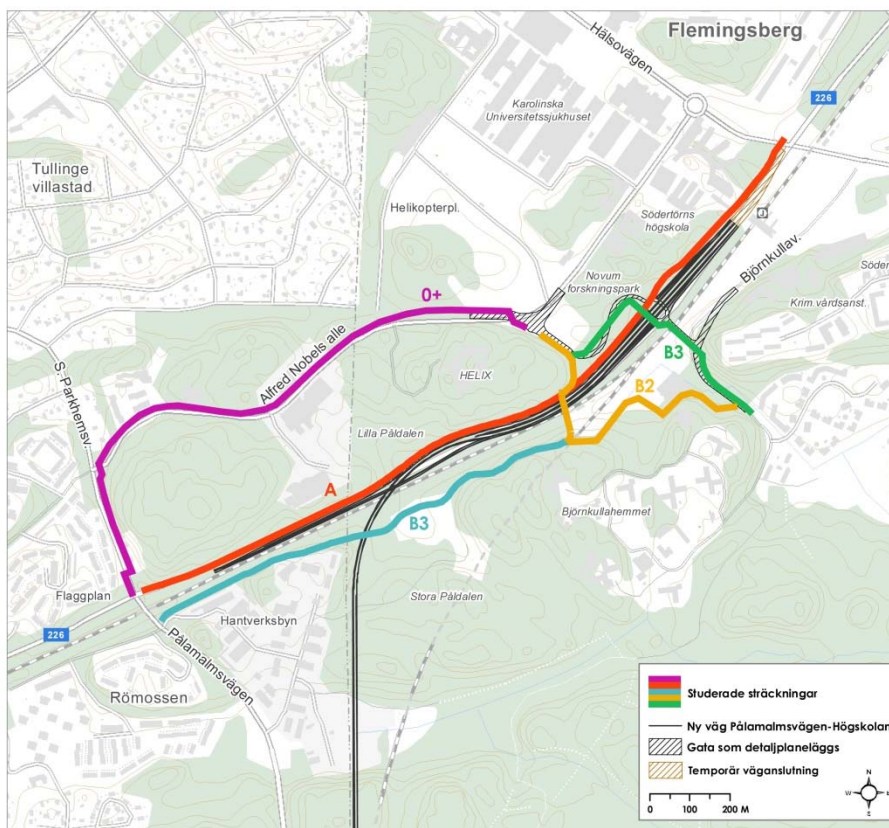 Flemingsberg
Hälsovägen
226
Karolinska
Universitetssjukhuset
Tullinge
villastad
Helikopterpl.
Södertörns
högskola
Björnkullav.
Novum
forskningspark
Söder
Krim vårdsanst.
0+
B3
S. Parkhemsv.
Alfred Nobels alle
HELIX
B2
Lilla Påldalen
A
B3
Björnkullahemmet
Flaggplan
Stora Påldalen
Hantverksbyn
226
Pålamalmsvägen
Römossen
Studerade sträckningar
Ny väg Pålamalmsvägen-Högskolan
Gata som detaljplaneläggs
Temporär väganslutning
0 100 200 M
N
W
S